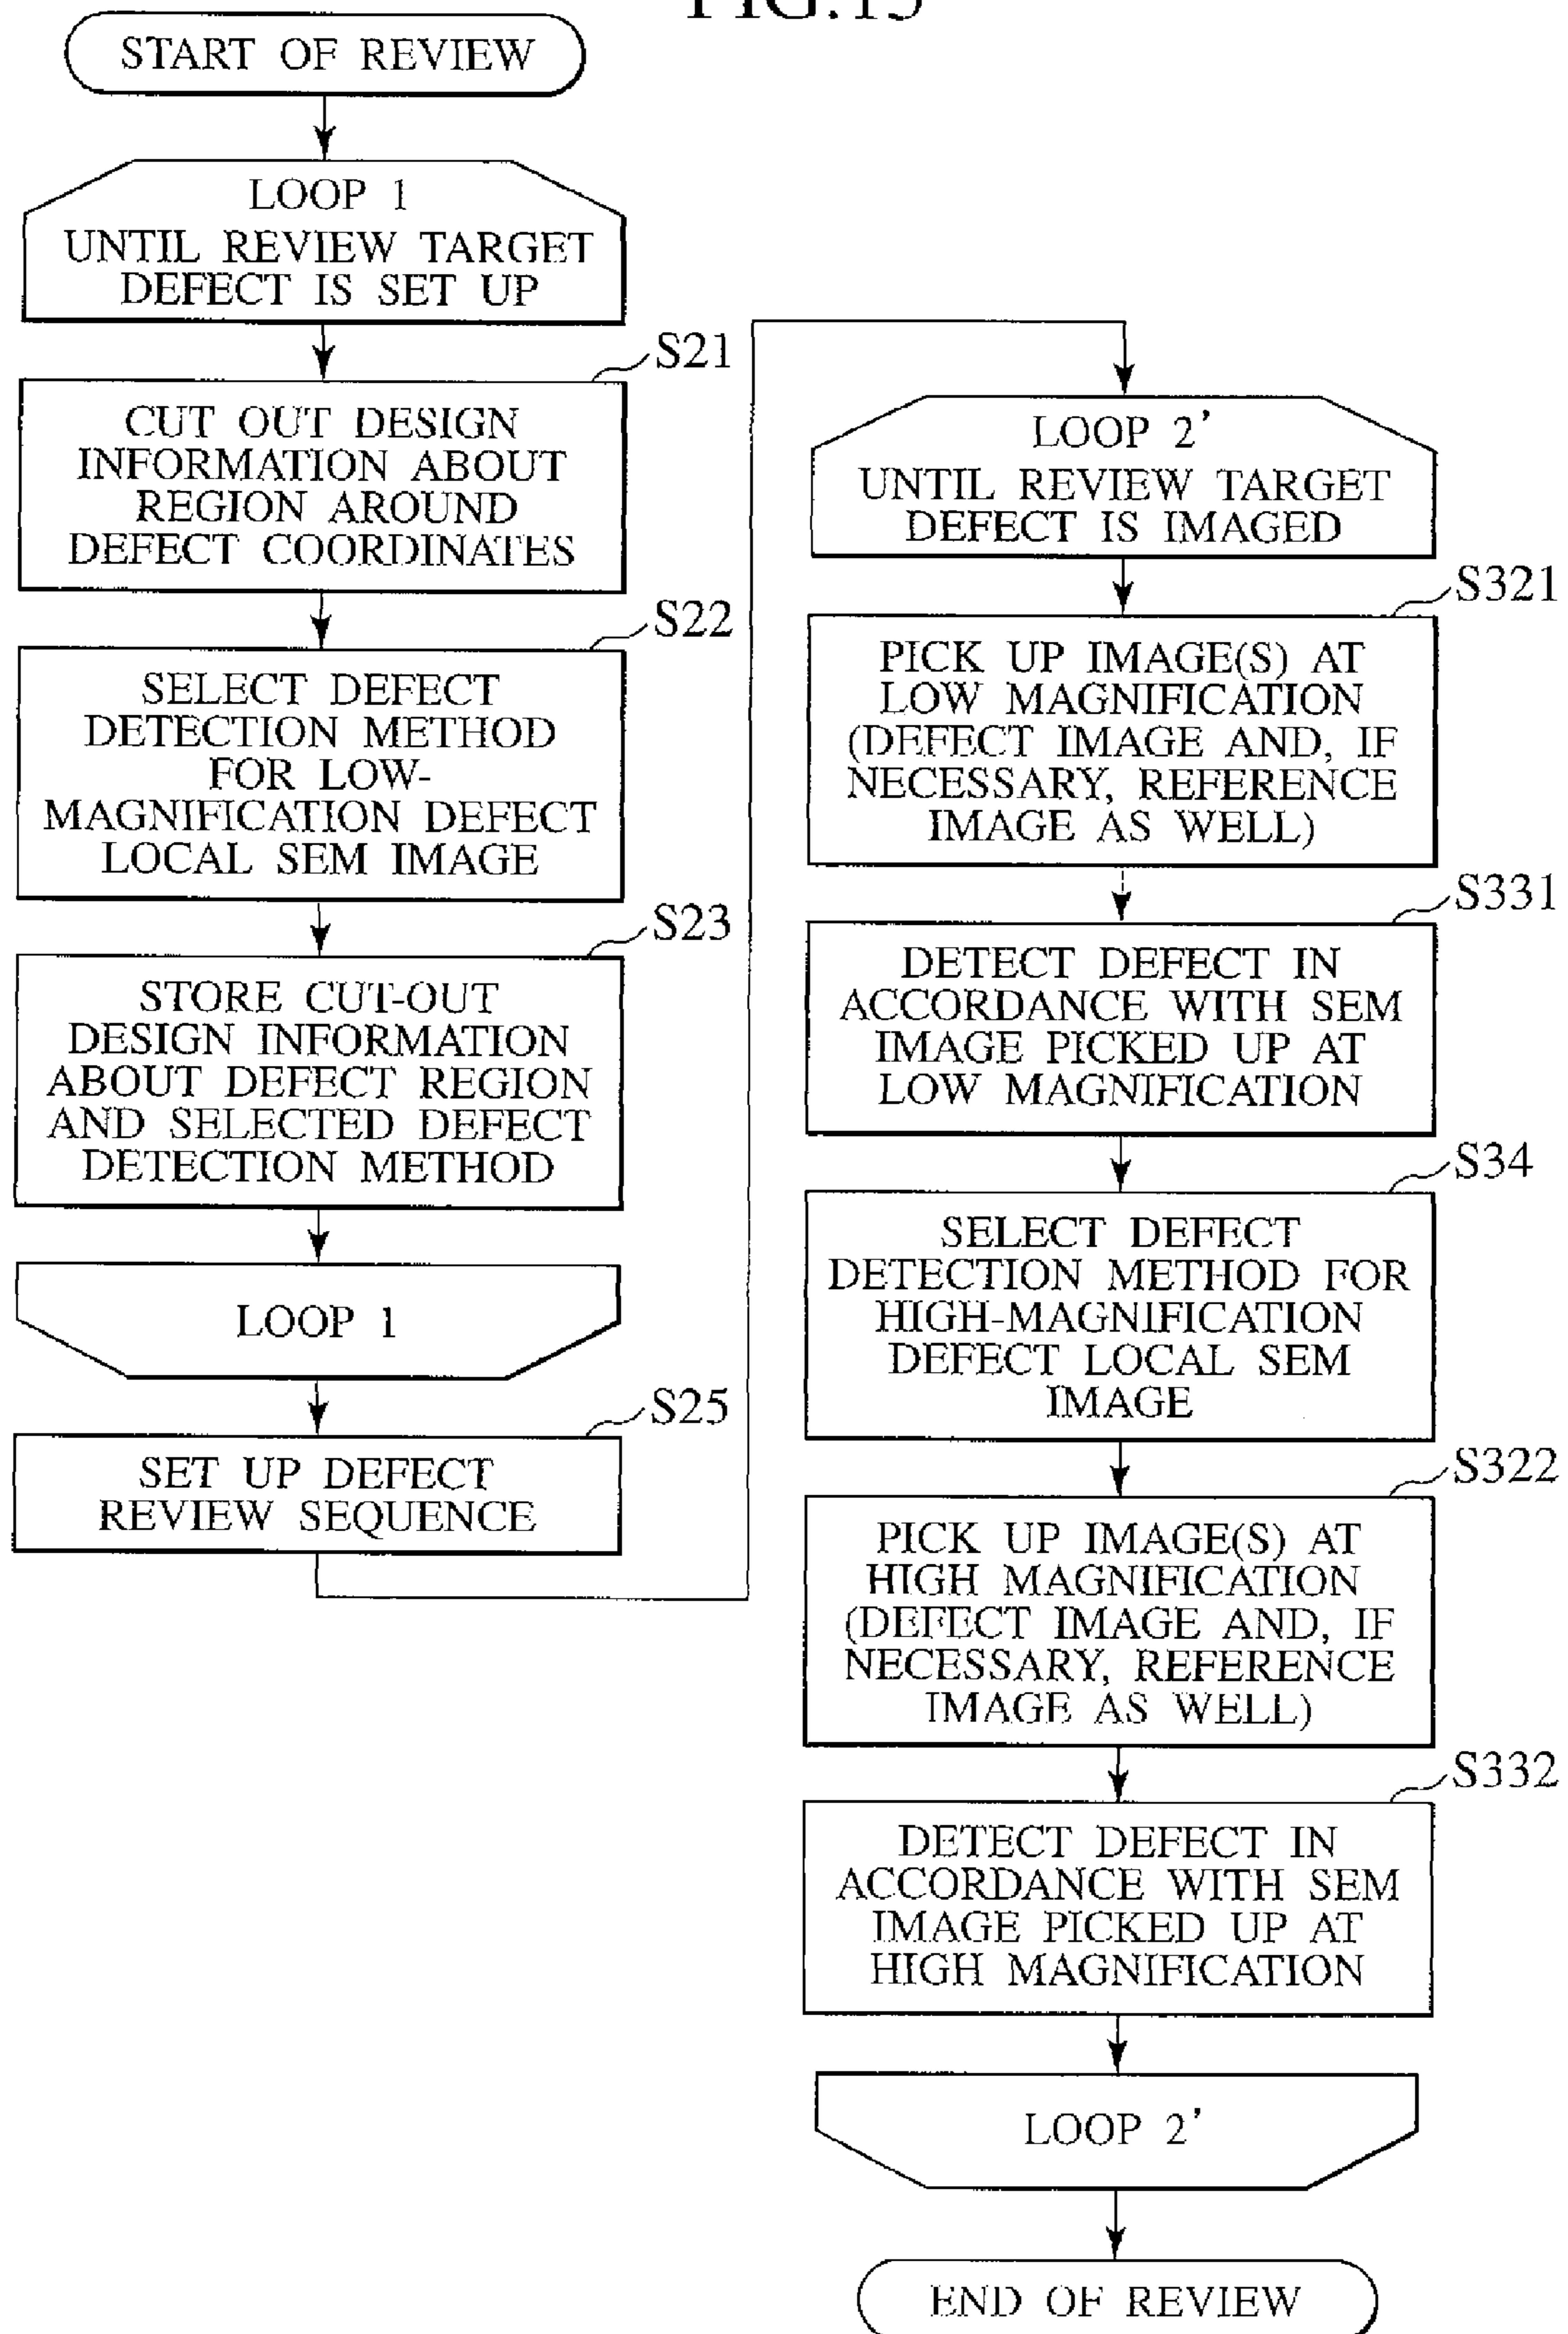 FIG.15
START OF REVIEW
LOOP 1
UNTIL REVIEW TARGET
DEFECT IS SET UP
S21
CUT OUT DESIGN
INFORMATION ABOUT
REGION AROUND
DEFECT COORDINATES
S22
SELECT DEFECT
DETECTION METHOD
FOR LOW-
MAGNIFICATION DEFECT
LOCAL SEM IMAGE
S23
STORE CUT-OUT
DESIGN INFORMATION
ABOUT DEFECT REGION
AND SELECTED DEFECT
DETECTION METHOD
LOOP 1
S25
SET UP DEFECT
REVIEW SEQUENCE
LOOP 2’
UNTIL REVIEW TARGET
DEFECT IS IMAGED
S321
PICK UP IMAGE(S) AT
LOW MAGNIFICATION
(DEFECT IMAGE AND, IF
NECESSARY, REFERENCE
IMAGE AS WELL)
S331
DETECT DEFECT IN
ACCORDANCE WITH SEM
IMAGE PICKED UP AT
LOW MAGNIFICATION
S34
SELECT DEFECT
DETECTION METHOD FOR
HIGH-MAGNIFICATION
DEFECT LOCAL SEM
IMAGE
S322
PICK UP IMAGE(S) AT
HIGH MAGNIFICATION
(DEFECT IMAGE AND, IF
NECESSARY, REFERENCE
IMAGE AS WELL)
S332
DETECT DEFECT IN
ACCORDANCE WITH SEM
IMAGE PICKED UP AT
HIGH MAGNIFICATION
LOOP 2’
END OF REVIEW